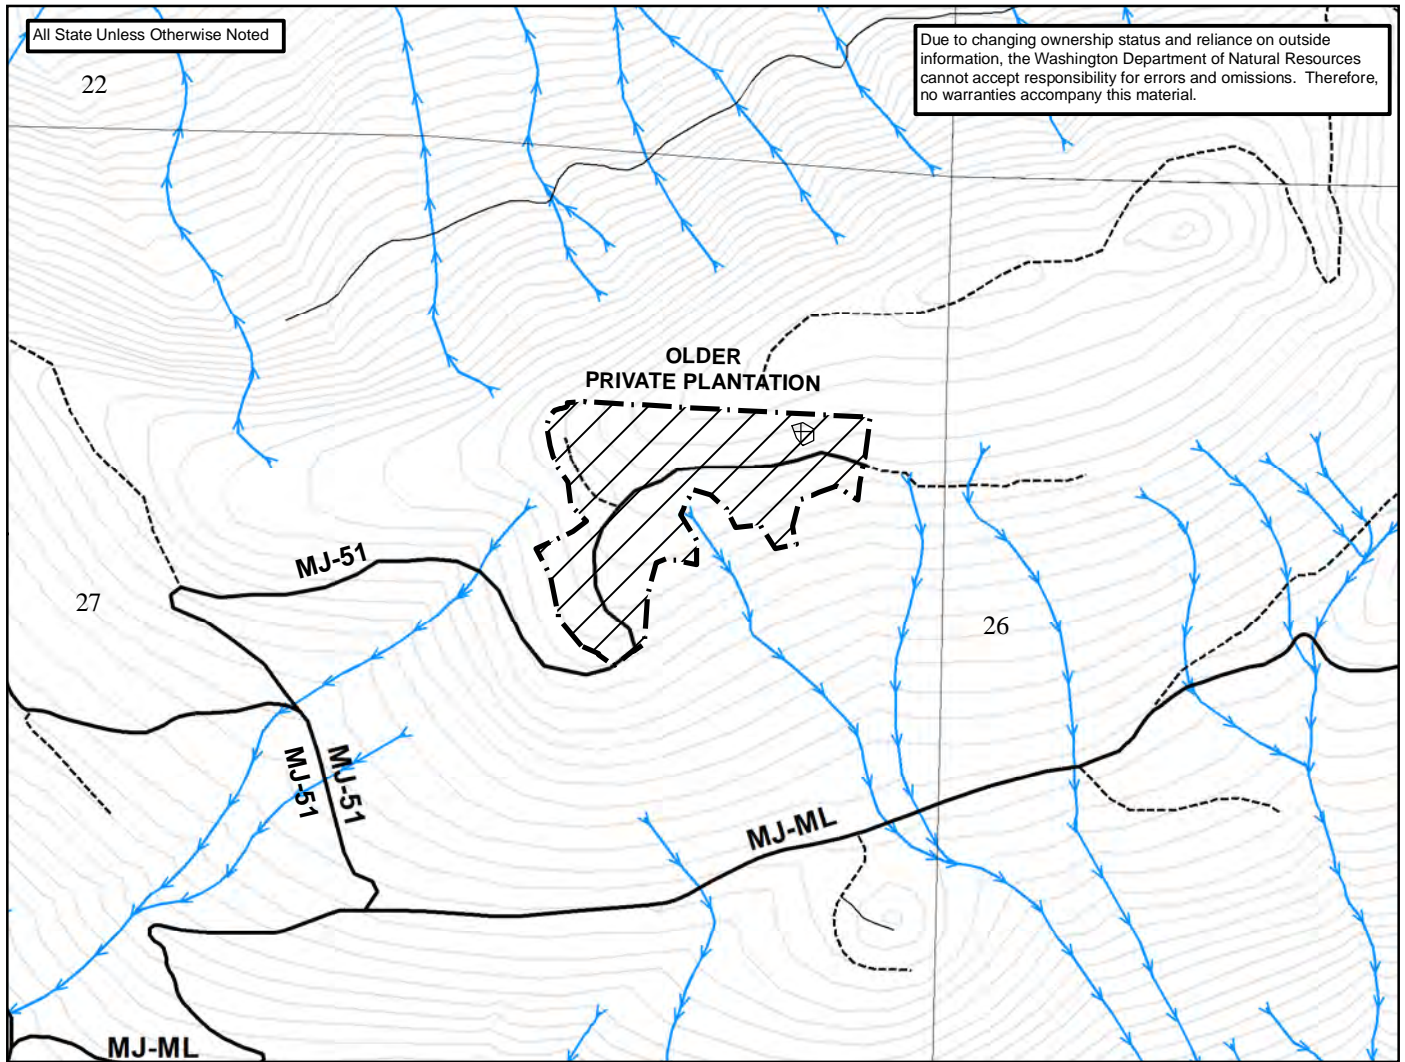 All State Unless Otherwise Noted
Due to changing ownership status and reliance on outside
information, the Washington Department of Natural Resources
cannot accept responsibility for errors and omissions.  Therefore,
no warranties accompany this material.
22
OLDER
PRIVATE PLANTATION
MJ-51
27
26
MJ-51
MJ-51
MJ-ML
MJ-ML